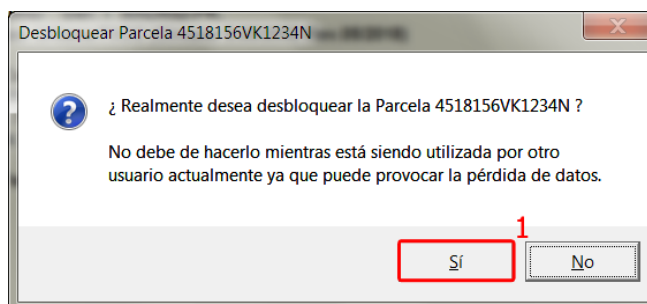 Desbloquear Parcela 4518156VK1234N
¿ Realmente desea desbloquear la Parcela 4518156VK1234N ?
No debe de hacerlo mientras está siendo utilizada por otro
usuario actualmente ya que puede provocar la pérdida de datos.
1
Sí
No